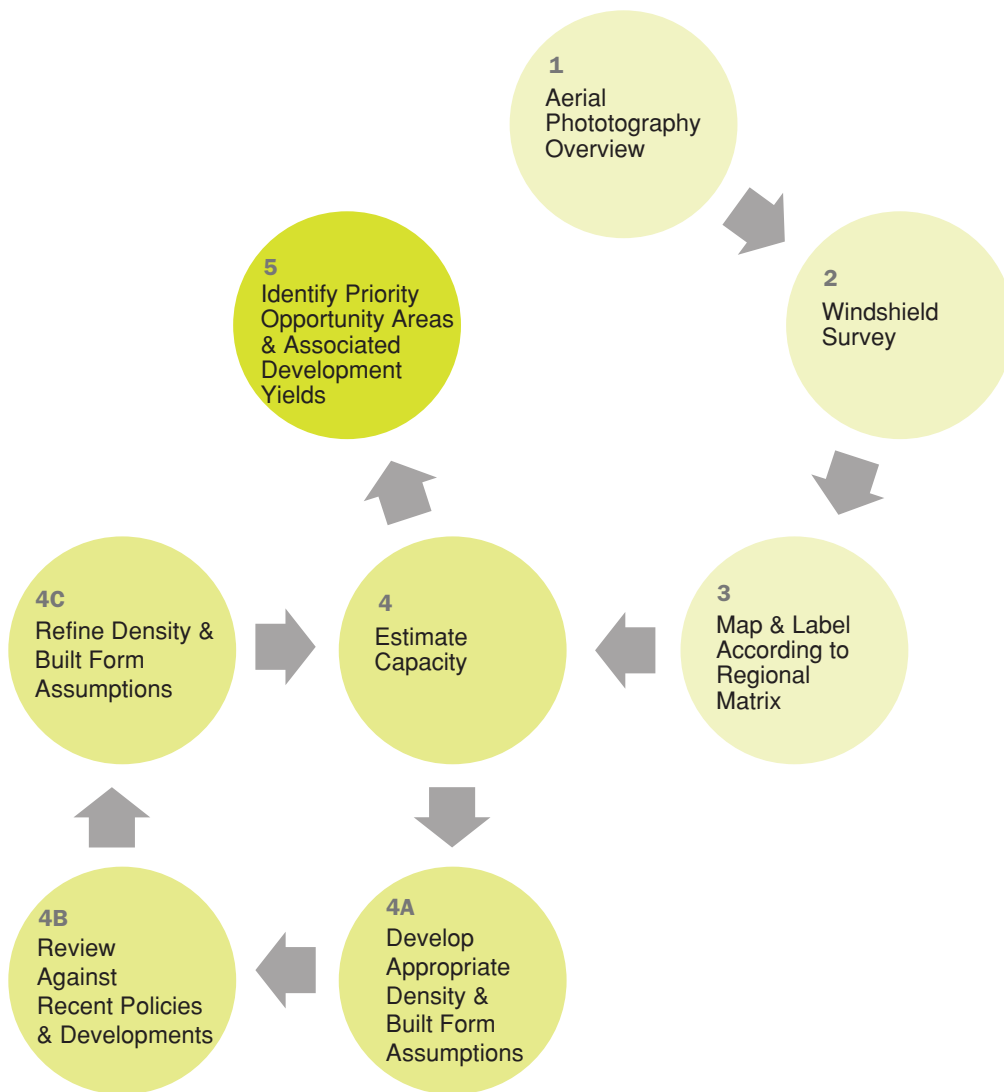 1
Aerial
Phototography
Overview
2
Windshield
Survey
3
Map & Label
According to
Regional
Matrix
4
Estimate
Capacity
4A
Develop
Appropriate
Density &
Built Form
Assumptions
4B
Review
Against
Recent Policies
& Developments
4C
Refine Density &
Built Form
Assumptions
5
Identify Priority
Opportunity Areas
& Associated
Development
Yields